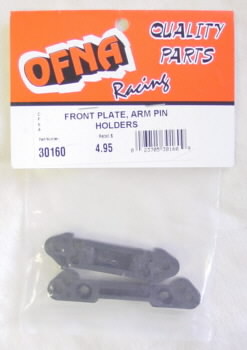 OFNA
Racing
QUALITY
PARTS
FRONT PLATE, ARM PIN
HOLDERS
30160
4.95